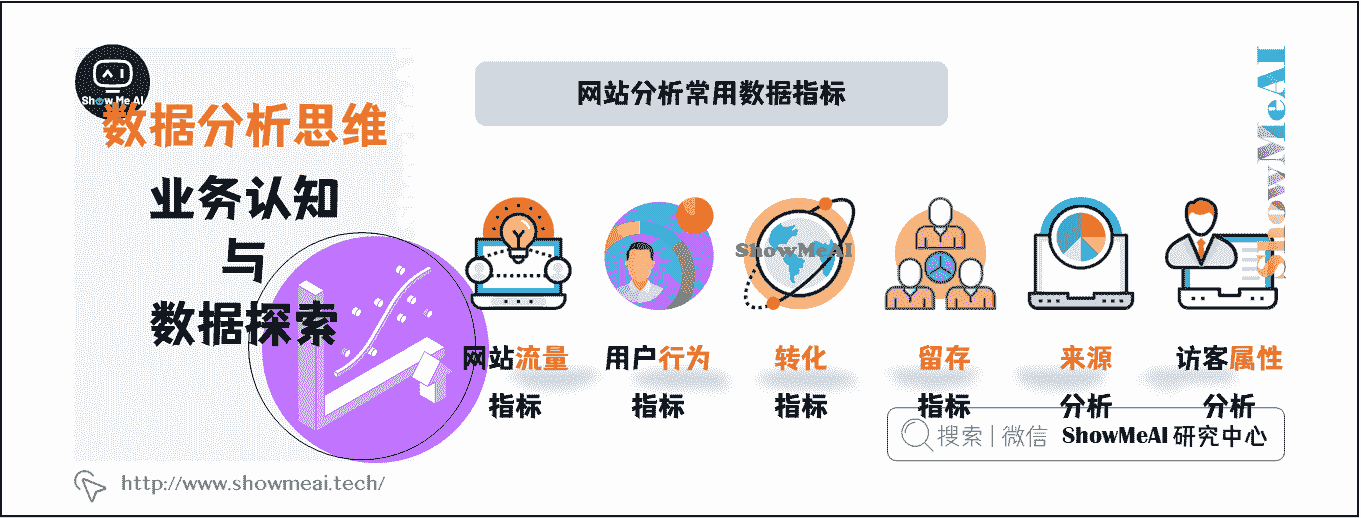 Show Me AI
数据分析思维
业务认知
与
数据探索
http://www.showmeai.tech/
网站分析常用数据指标
ShowMeAI
网站流量
指标
用户行为
指标
转化
指标
留存
指标
来源
分析
访客属性
分析
搜索 | 微信 ShowMeAI 研究中心
ShowMeAI